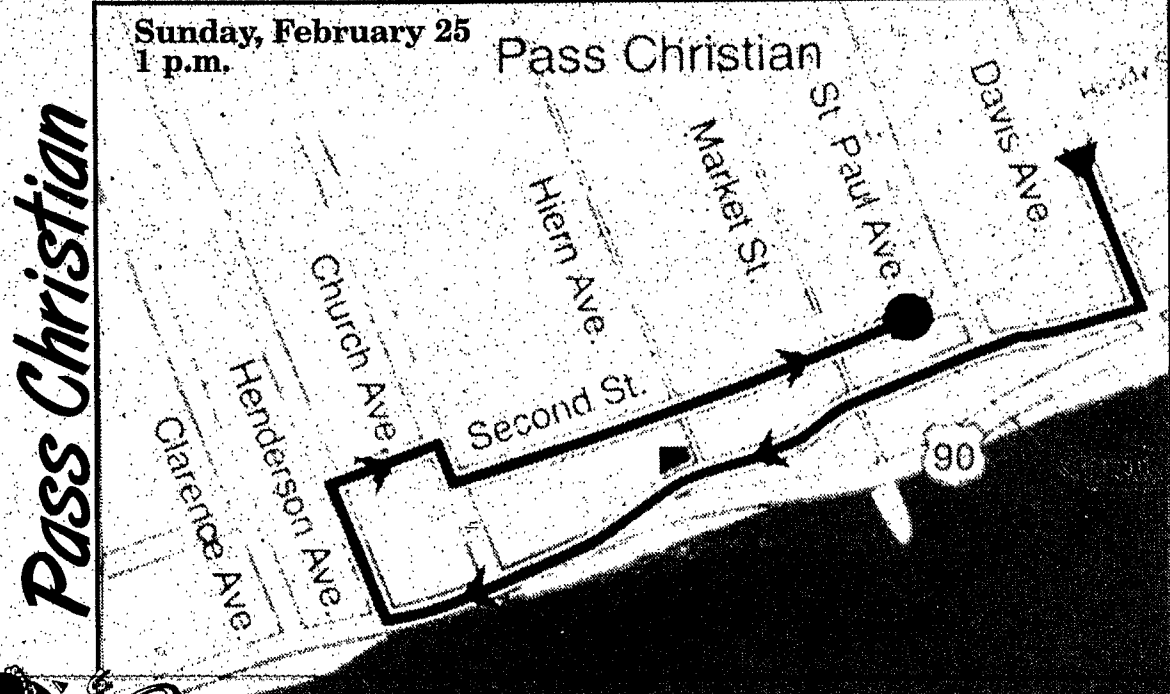 Sunday, February 25
1 p.m.
Pass Christian
Pass Christian
Davis Ave.
St. Paul Ave.
Market St.
Hiern Ave.
Church Ave.
Second St.
Henderson Ave.
Clarence Ave.
90